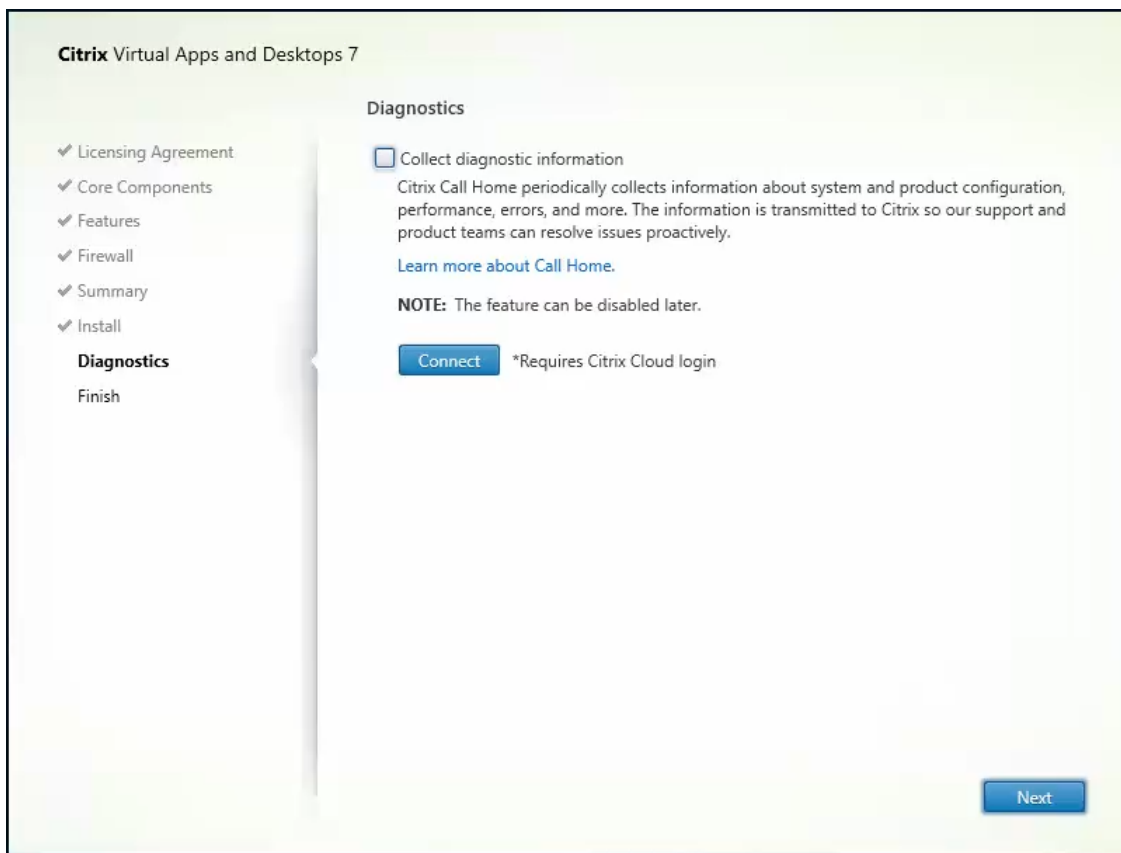 Citrix Virtual Apps and Desktops 7
Licensing Agreement
Core Components
Features
Firewall
Summary
Install
Diagnostics
Finish
Diagnostics
Collect diagnostic information
Citrix Call Home periodically collects information about system and product configuration,
performance, errors, and more. The information is transmitted to Citrix so our support and
product teams can resolve issues proactively.
Learn more about Call Home.
NOTE: The feature can be disabled later.
Connect *Requires Citrix Cloud login
Next